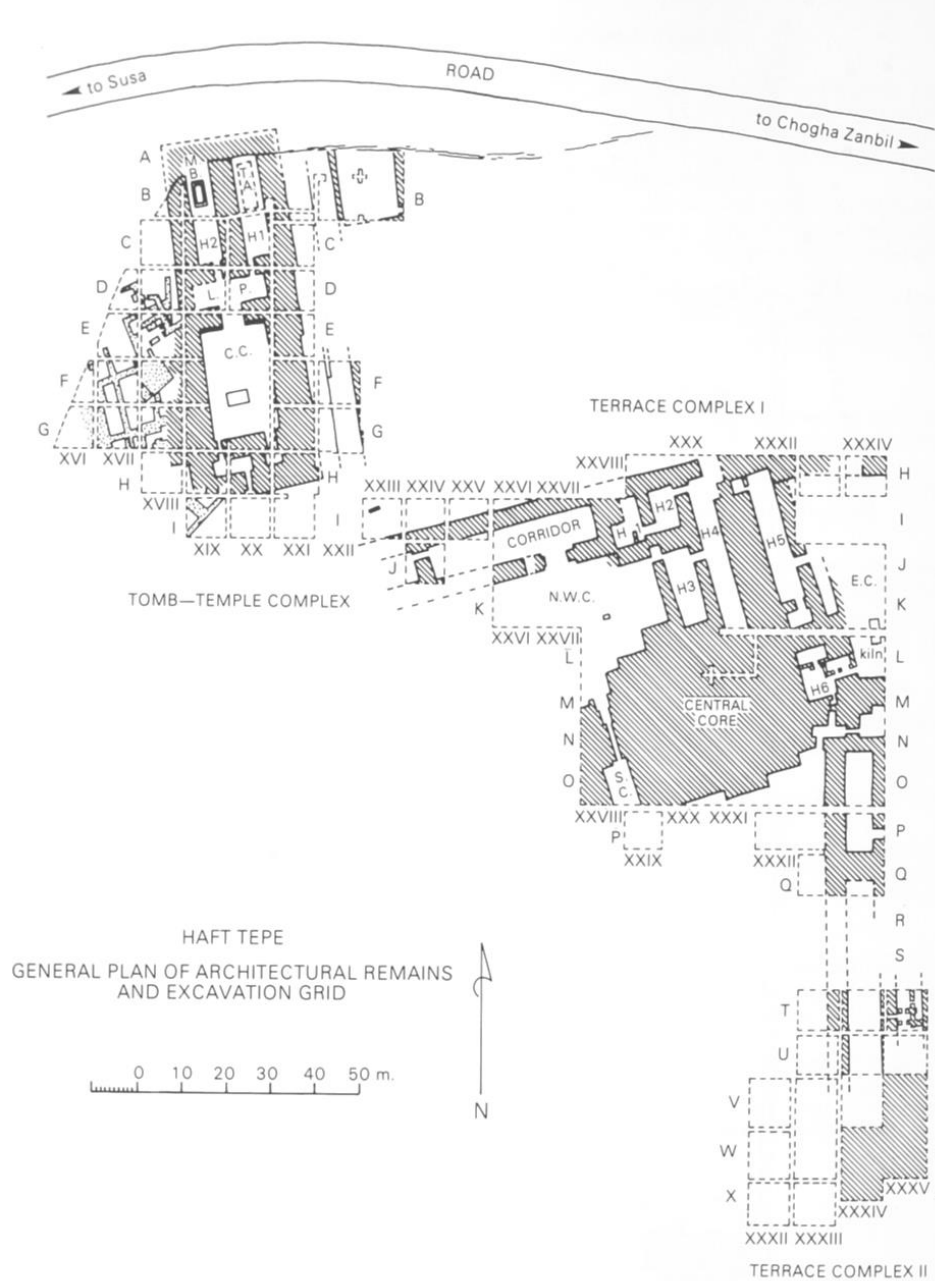 to Susa
ROAD
to Chogha Zanbil
A
M.
B.
T.
A.
B
B
C
H2
H1
C
D
L.
P.
D
E
E
C.C.
F
F
G
G
XVI XVII
H
H
XVIII
I
I
XIX XX XXI XXII
TOMB—TEMPLE COMPLEX
TERRACE COMPLEX I
XXX XXXII XXXIV
XXVIII
H
XXIII XXIV XXV XXVI XXVII
H2
CORRIDOR
H
H4
H5
I
J
J
E.C.
H3
N.W.C.
K
K
XXVI XXVII
L
kiln
L
H6
M
CENTRAL
CORE
M
N
N
O
S.
C.
O
XXVIII XXX XXXI
P
P
XXIX
XXXII
Q
Q
R
S
HAFT TEPE
GENERAL PLAN OF ARCHITECTURAL REMAINS
AND EXCAVATION GRID
0 10 20 30 40 50 m.
N
T
U
V
W
X
XXXV
XXXIV
XXXII XXXIII
TERRACE COMPLEX II